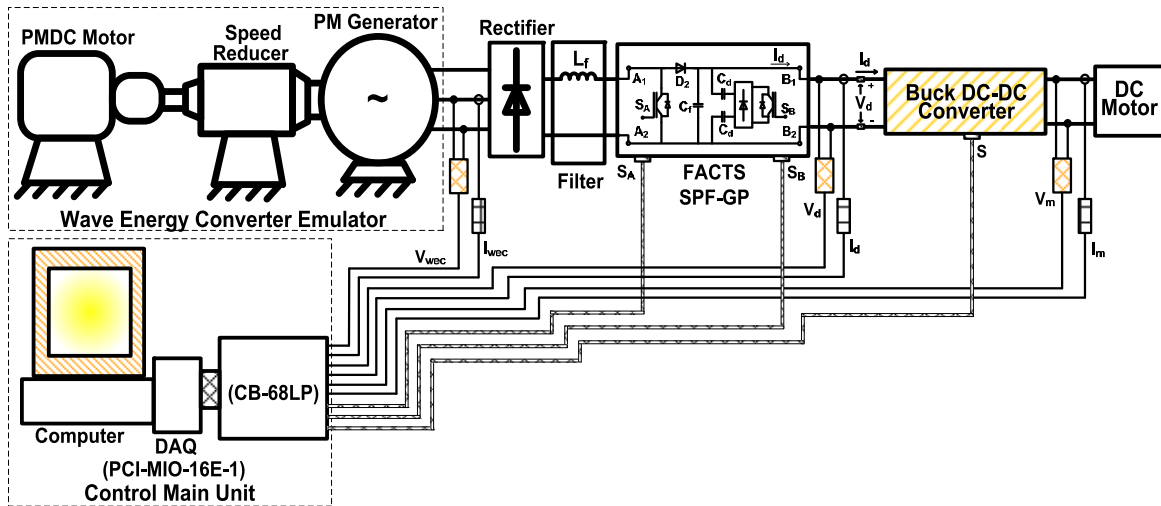 PMDC Motor
Speed
Reducer
PM Generator
~
Wave Energy Converter Emulator
Rectifier
Lf
Filter
A1
A2
SA
D2
Cf
Cd
Cd
SB
Id
B1
B2
SA
SB
FACTS
SPF-GP
Id
+
Vd
-
Buck DC-DC
Converter
S
DC
Motor
Vwec
Iwec
Vd
Id
Vm
Im
Computer
DAQ
(PCI-MIO-16E-1)
Control Main Unit
(CB-68LP)